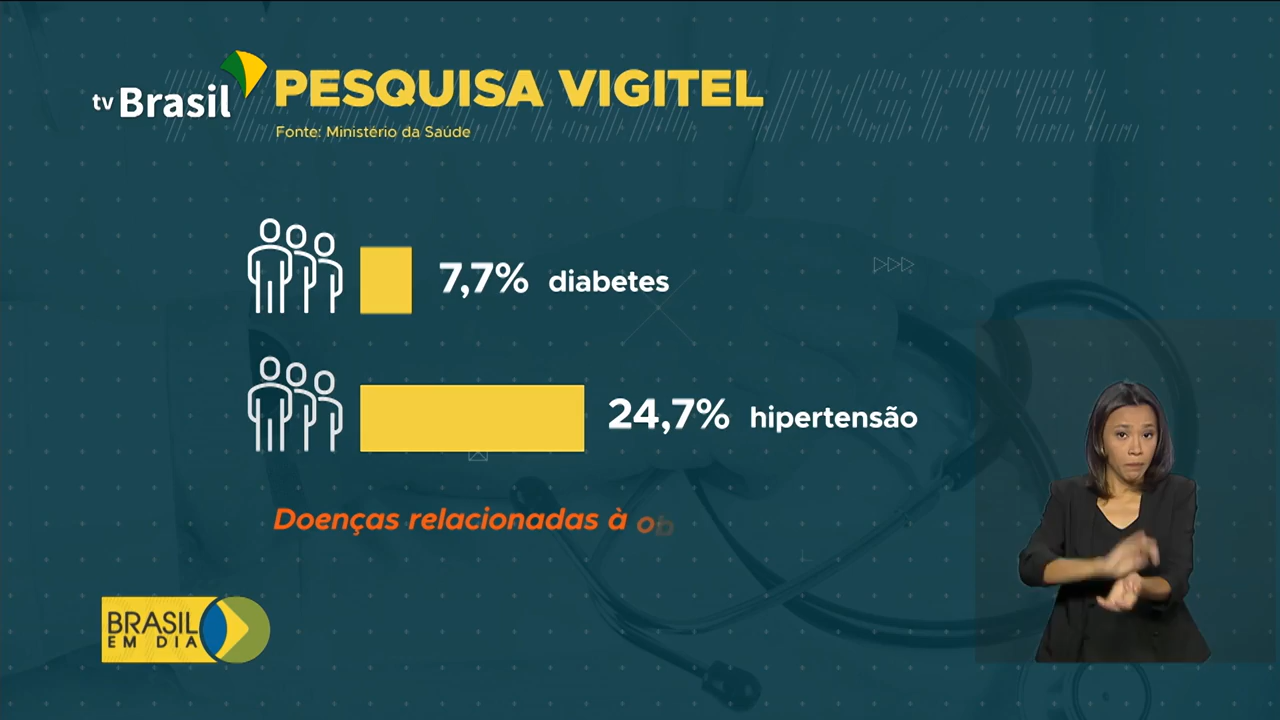 tv Brasil
PESQUISA VIGITEL
Fonte: Ministério da Saúde
7,7% diabetes
24,7% hipertensão
Doenças relacionadas à ob
BRASIL
EM DIA